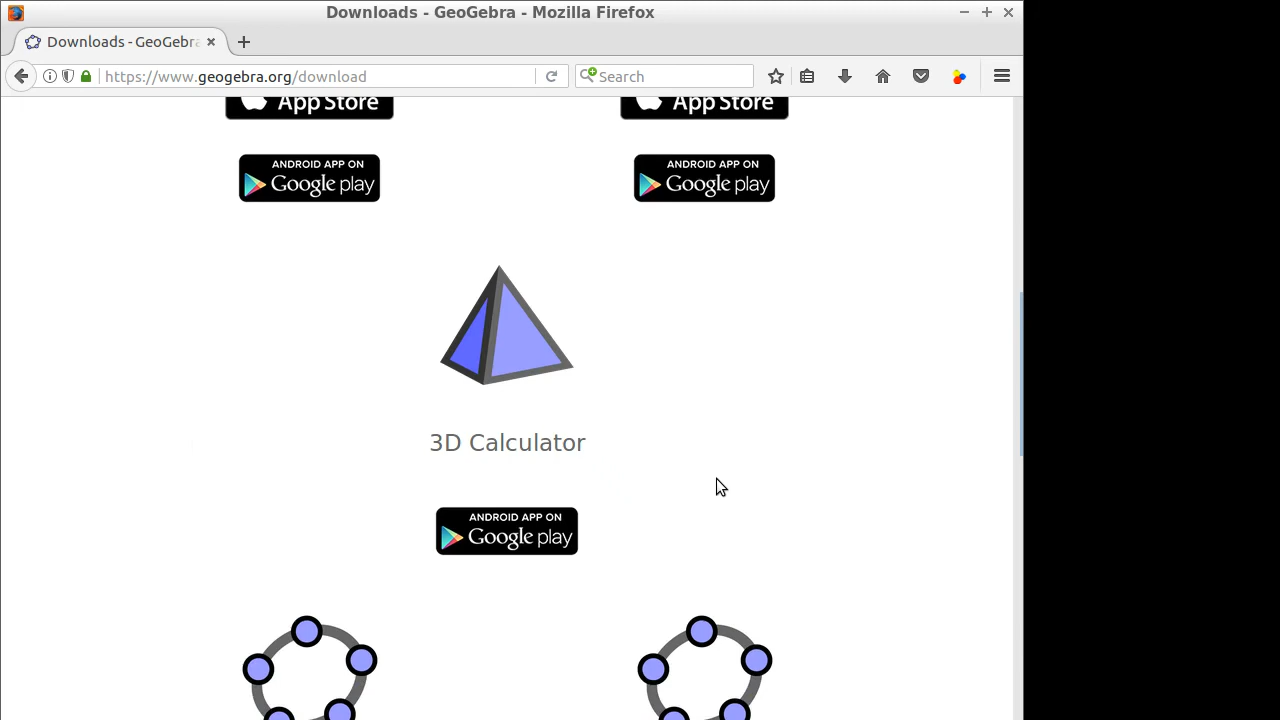 Downloads - GeoGebra - Mozilla Firefox
Downloads - GeoGebra
https://www.geogebra.org/download
Search
App Store
App Store
ANDROID APP ON
Google play
ANDROID APP ON
Google play
3D Calculator
ANDROID APP ON
Google play